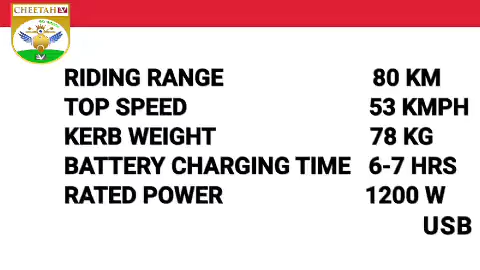 CHEETAH EV
RIDING RANGE 80 KM
TOP SPEED 53 KMPH
KERB WEIGHT 78 KG
BATTERY CHARGING TIME 6-7 HRS
RATED POWER 1200 W
USB